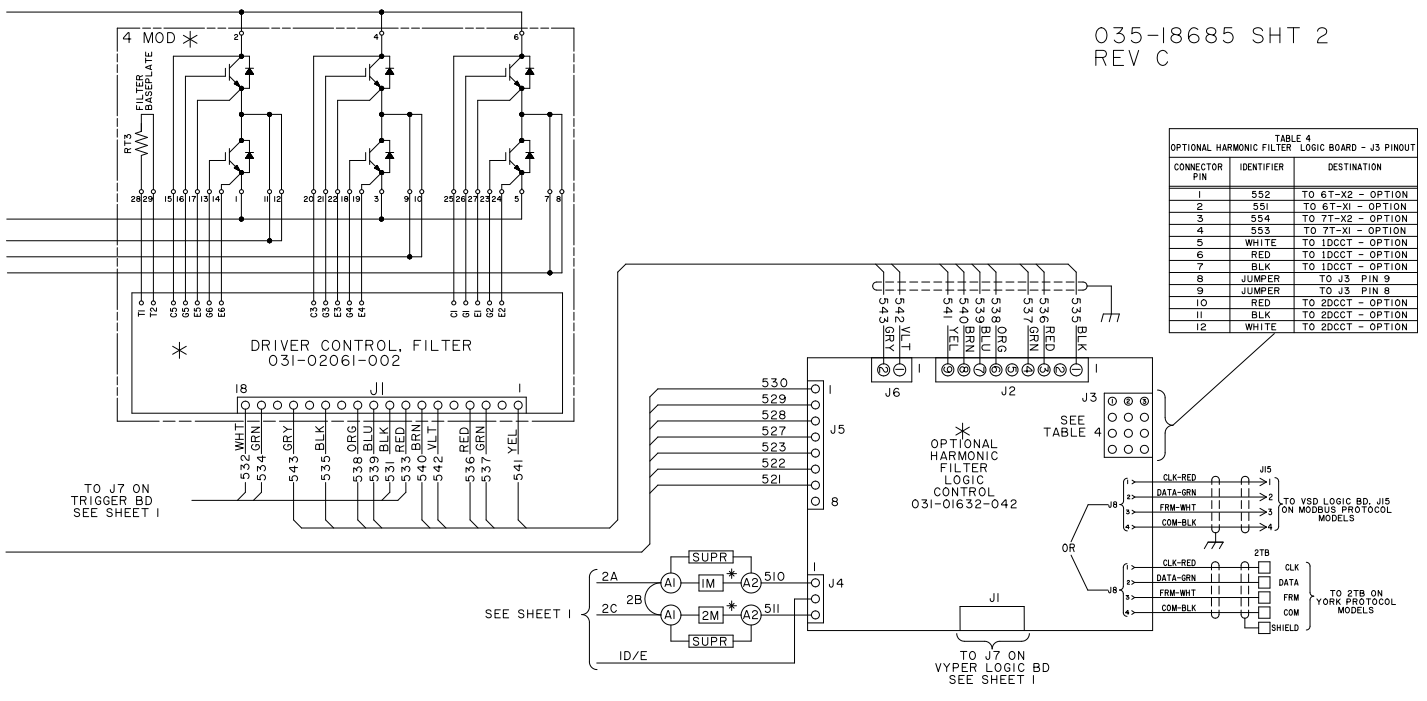 035-18685 SHT 2
REV C
4 MOD *
2
4
6
FILTER
BASEPLATE
RT3
28 29 15 16 17 13 14 1 11 12
20 21 22 18 19 3 9 10
25 26 27 23 24 5 7 8
T1 T2 C5 G5 E5 G6 E6
C3 G3 E3 G4 E4
C1 G1 E1 G2 E2
*
DRIVER CONTROL, FILTER
031-02061-002
18 J1 1
532 WHT
534 GRN
543 GRY
535 BLK
538 ORG
539 BLU
531 BLK
533 RED
540 BRN
542 VLT
536 RED
537 GRN
541 YEL
TO J7 ON
TRIGGER BD
SEE SHEET 1
TABLE 4
OPTIONAL HARMONIC FILTER LOGIC BOARD - J3 PINOUT
CONNECTOR PIN IDENTIFIER DESTINATION
1 552 TO 6T-X2 - OPTION
2 551 TO 6T-X1 - OPTION
3 554 TO 7T-X2 - OPTION
4 553 TO 7T-X1 - OPTION
5 WHITE TO 1DCCT - OPTION
6 RED TO 1DCCT - OPTION
7 BLK TO 1DCCT - OPTION
8 JUMPER TO J3 PIN 9
9 JUMPER TO J3 PIN 8
10 RED TO 2DCCT - OPTION
11 BLK TO 2DCCT - OPTION
12 WHITE TO 2DCCT - OPTION
543 GRY
542 VLT
541 YEL
540 BRN
539 BLU
538 ORG
537 GRN
536 RED
535 BLK
2 1 1
J6
9 8 7 6 5 4 3 2 1 1
J2
J3
1 2 3
SEE
TABLE 4
530
529
528
527
523
522
521
1
J5
8
*
OPTIONAL
HARMONIC
FILTER
LOGIC
CONTROL
031-01632-042
1
J4
J1
TO J7 ON
VYPER LOGIC BD
SEE SHEET 1
SEE SHEET 1
2A
2B
2C
1D/E
SUPR
A1 1M * A2 510
A1 2M * A2 511
SUPR
OR
J8
1 CLK-RED 1
2 DATA-GRN 2
3 FRM-WHT 3
4 COM-BLK 4
J15
TO VSD LOGIC BD, J15
ON MODBUS PROTOCOL
MODELS
J8
2TB
1 CLK-RED CLK
2 DATA-GRN DATA
3 FRM-WHT FRM
4 COM-BLK COM
SHIELD
TO 2TB ON
YORK PROTOCOL
MODELS